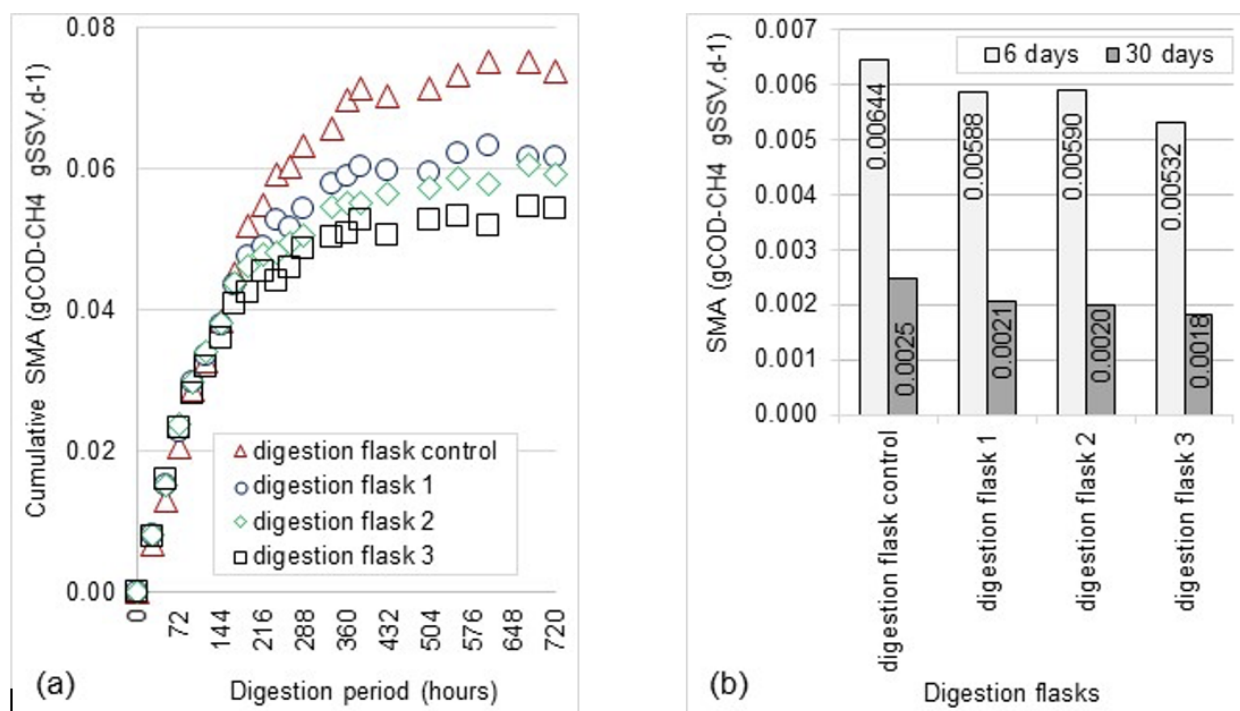 Cumulative SMA (gCOD-CH4 gSSV.d-1)
0.08
0.06
0.04
0.02
0.00
digestion flask control
digestion flask 1
digestion flask 2
digestion flask 3
0
72
144
216
288
360
432
504
576
648
720
(a)
Digestion period (hours)
SMA (gCOD-CH4 gSSV.d-1)
0.007
0.006
0.005
0.004
0.003
0.002
0.001
0.000
6 days
30 days
0.00644
0.0025
0.00588
0.0021
0.00590
0.0020
0.00532
0.0018
digestion flask control
digestion flask 1
digestion flask 2
digestion flask 3
(b)
Digestion flasks